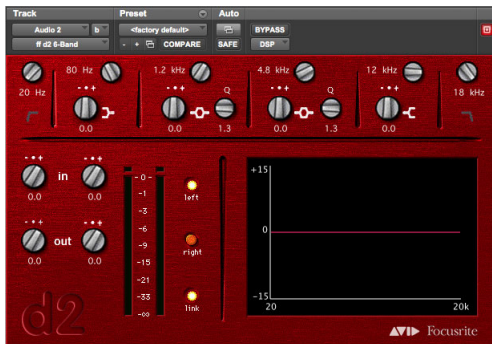 Track Preset Auto
Audio 2 b <factory default> BYPASS
ff d2 6-Band - + COMPARE SAFE DSP
80 Hz 1.2 kHz 4.8 kHz 12 kHz
20 Hz Q Q 18 kHz
- • + - • + - • + - • +
0.0 0.0 1.3 0.0 1.3 0.0
- • + - • +
in
0.0 0.0
- • + - • +
out
0.0 0.0
- 0 -
-1
-3
-6
-9
-15
-21
-33
-∞
left
right
link
+15
0
-15
20 20k
d2
AVID Focusrite